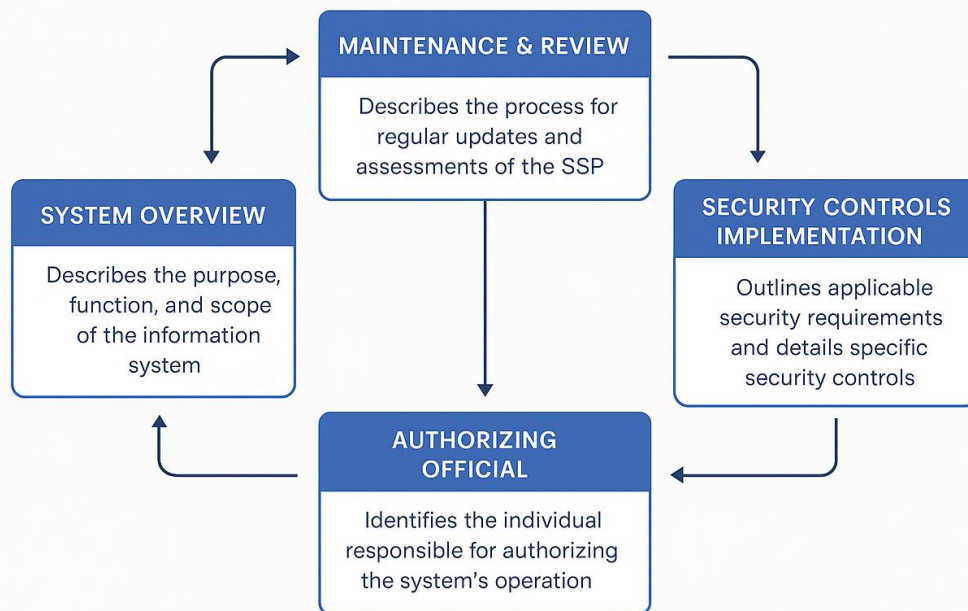 MAINTENANCE & REVIEW
Describes the process for
regular updates and
assessments of the SSP
SYSTEM OVERVIEW
Describes the purpose,
function, and scope
of the information
system
SECURITY CONTROLS
IMPLEMENTATION
Outlines applicable
security requirements
and details specific
security controls
AUTHORIZING
OFFICIAL
Identifies the individual
responsible for authorizing
the system's operation